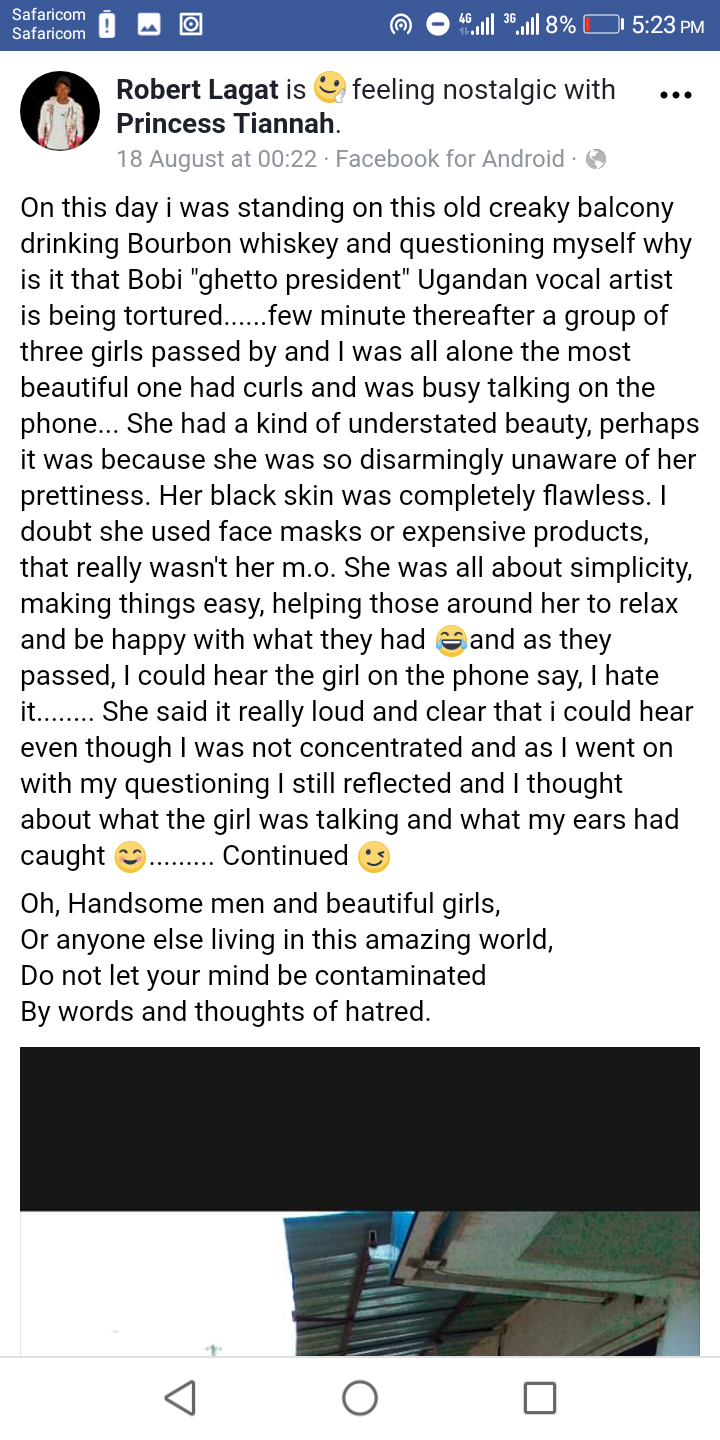 Safaricom
Safaricom
4G 3G 8% 5:23 PM
Robert Lagat is feeling nostalgic with
Princess Tiannah.
18 August at 00:22 · Facebook for Android ·
On this day i was standing on this old creaky balcony
drinking Bourbon whiskey and questioning myself why
is it that Bobi "ghetto president" Ugandan vocal artist
is being tortured......few minute thereafter a group of
three girls passed by and I was all alone the most
beautiful one had curls and was busy talking on the
phone... She had a kind of understated beauty, perhaps
it was because she was so disarmingly unaware of her
prettiness. Her black skin was completely flawless. I
doubt she used face masks or expensive products,
that really wasn't her m.o. She was all about simplicity,
making things easy, helping those around her to relax
and be happy with what they had 😂and as they
passed, I could hear the girl on the phone say, I hate
it........ She said it really loud and clear that i could hear
even though I was not concentrated and as I went on
with my questioning I still reflected and I thought
about what the girl was talking and what my ears had
caught 😊......... Continued 😉
Oh, Handsome men and beautiful girls,
Or anyone else living in this amazing world,
Do not let your mind be contaminated
By words and thoughts of hatred.